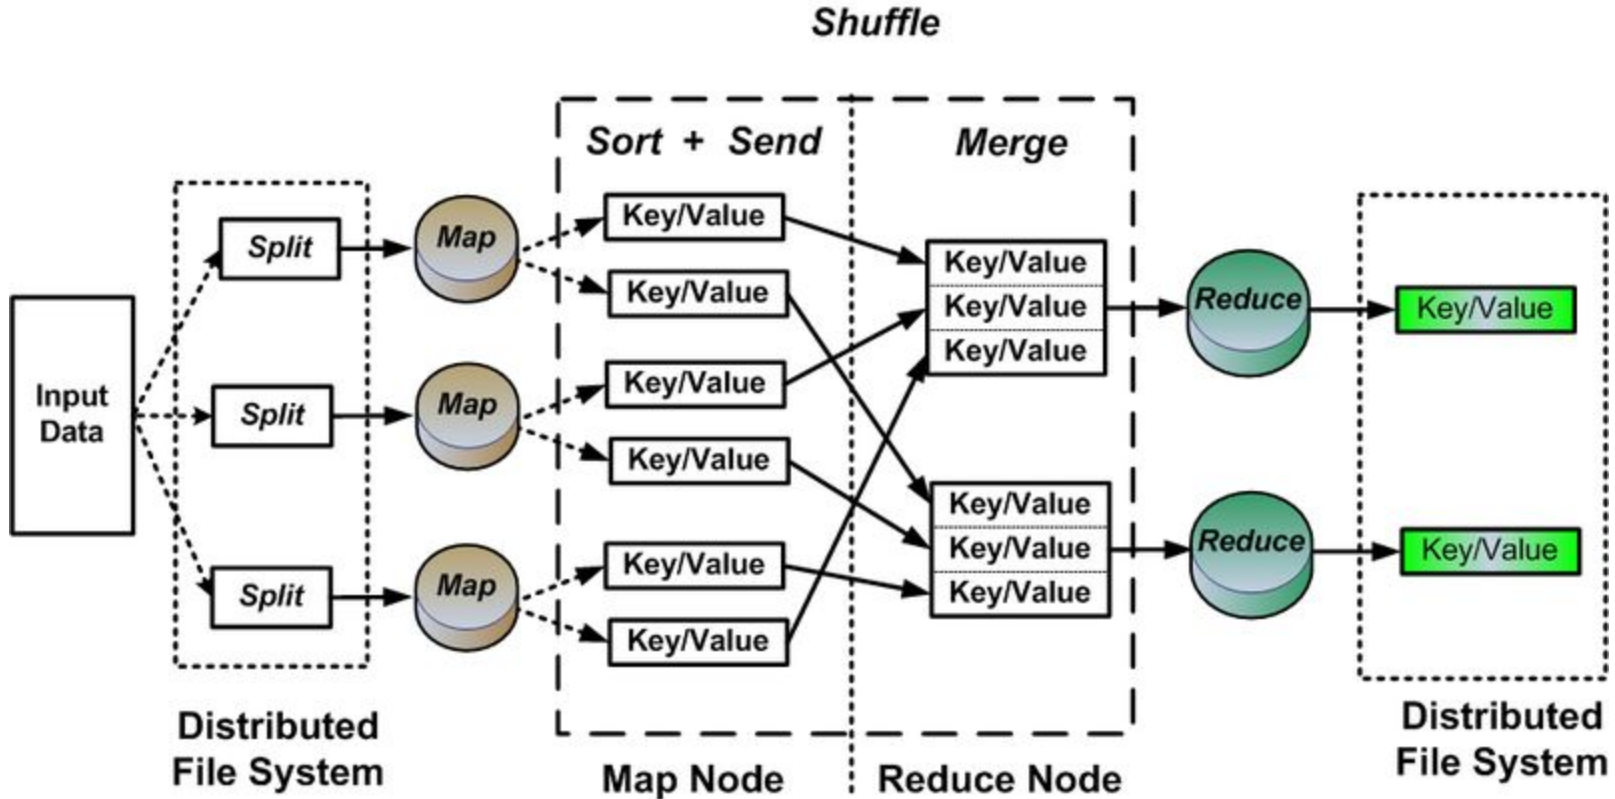 Shuffle
Sort + Send
Merge
Input
Data
Split
Split
Split
Map
Map
Map
Key/Value
Key/Value
Key/Value
Key/Value
Key/Value
Key/Value
Key/Value
Key/Value
Key/Value
Key/Value
Key/Value
Key/Value
Reduce
Reduce
Key/Value
Key/Value
Distributed
File System
Map Node
Reduce Node
Distributed
File System